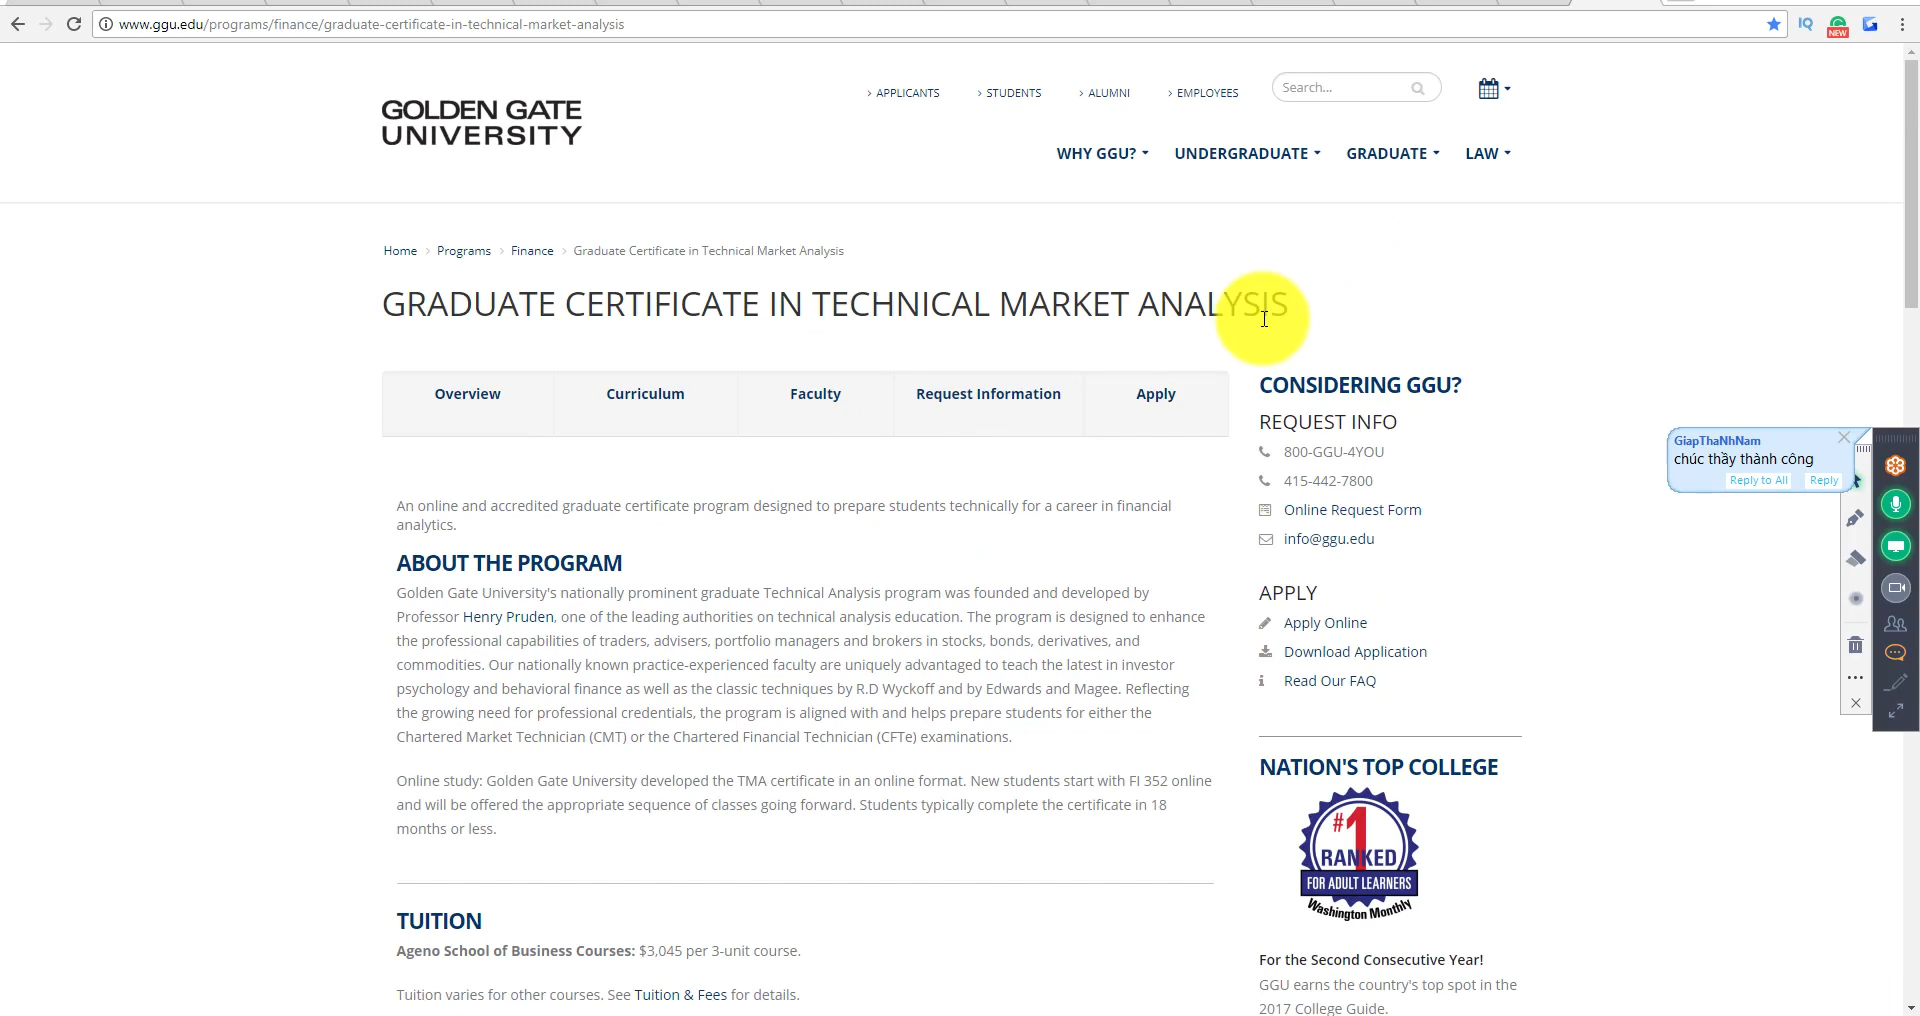 www.ggu.edu/programs/finance/graduate-certificate-in-technical-market-analysis
IQ
NEW
GOLDEN GATE
UNIVERSITY
APPLICANTS
STUDENTS
ALUMNI
EMPLOYEES
Search...
WHY GGU?
UNDERGRADUATE
GRADUATE
LAW
Home > Programs > Finance > Graduate Certificate in Technical Market Analysis
GRADUATE CERTIFICATE IN TECHNICAL MARKET ANALYSIS
Overview
Curriculum
Faculty
Request Information
Apply
An online and accredited graduate certificate program designed to prepare students technically for a career in financial
analytics.
ABOUT THE PROGRAM
Golden Gate University's nationally prominent graduate Technical Analysis program was founded and developed by
Professor Henry Pruden, one of the leading authorities on technical analysis education. The program is designed to enhance
the professional capabilities of traders, advisers, portfolio managers and brokers in stocks, bonds, derivatives, and
commodities. Our nationally known practice-experienced faculty are uniquely advantaged to teach the latest in investor
psychology and behavioral finance as well as the classic techniques by R.D Wyckoff and by Edwards and Magee. Reflecting
the growing need for professional credentials, the program is aligned with and helps prepare students for either the
Chartered Market Technician (CMT) or the Chartered Financial Technician (CFTe) examinations.
Online study: Golden Gate University developed the TMA certificate in an online format. New students start with FI 352 online
and will be offered the appropriate sequence of classes going forward. Students typically complete the certificate in 18
months or less.
TUITION
Ageno School of Business Courses: $3,045 per 3-unit course.
Tuition varies for other courses. See Tuition & Fees for details.
CONSIDERING GGU?
REQUEST INFO
800-GGU-4YOU
415-442-7800
Online Request Form
info@ggu.edu
APPLY
Apply Online
Download Application
Read Our FAQ
NATION'S TOP COLLEGE
#1
RANKED
FOR ADULT LEARNERS
Washington Monthly
For the Second Consecutive Year!
GGU earns the country's top spot in the
2017 College Guide.
GiapThaNhNam
chúc thầy thành công
Reply to All
Reply